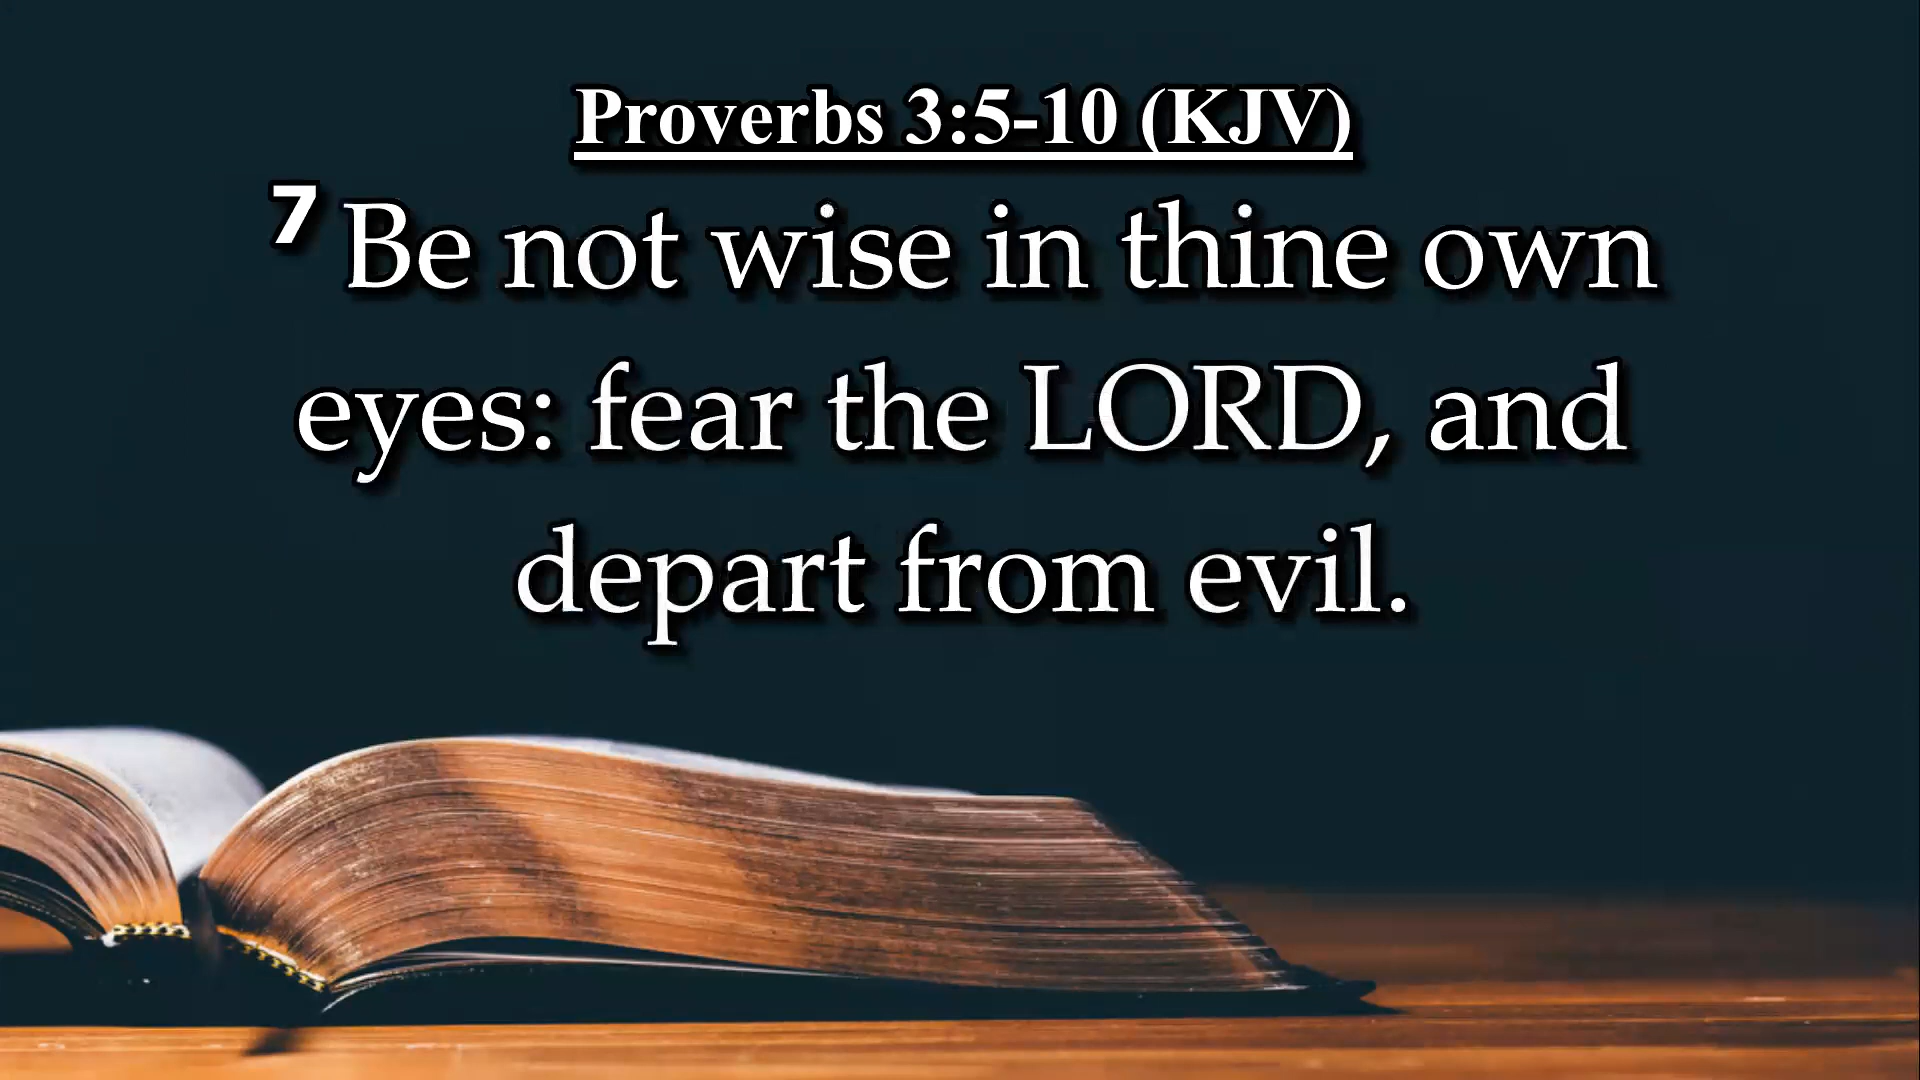 Proverbs 3:5-10 (KJV)
7 Be not wise in thine own
eyes: fear the LORD, and
depart from evil.